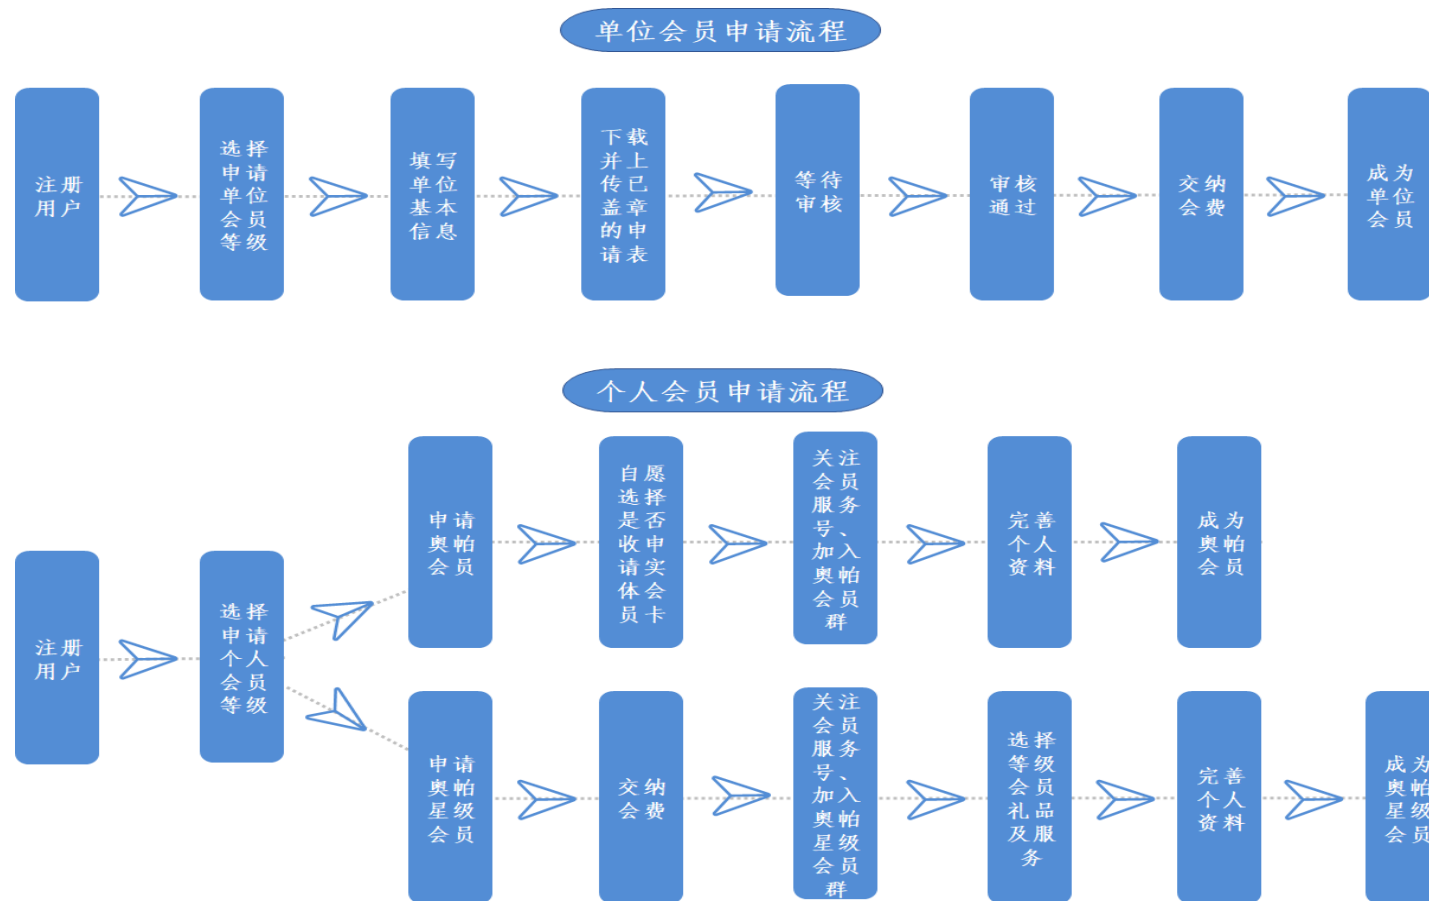 单位会员申请流程
注册
用户
选择
申请
单位
会员
等级
填写
单位
基本
信息
下载
并上
传已
盖章
的申
请表
等待
审核
审核
通过
交纳
会费
成为
单位
会员
个人会员申请流程
注册
用户
选择
申请
个人
会员
等级
申请
奥帕
会员
自愿
选择
是否
收申
请实
体会
员卡
关注
会员
服务
号、
加入
奥帕
会员
群
完善
个人
资料
成为
奥帕
会员
申请
奥帕
星级
会员
交纳
会费
关注
会员
服务
号、
加入
奥帕
星级
会员
群
选择
等级
会员
礼品
及服
务
完善
个人
资料
成为
奥帕
星级
会员